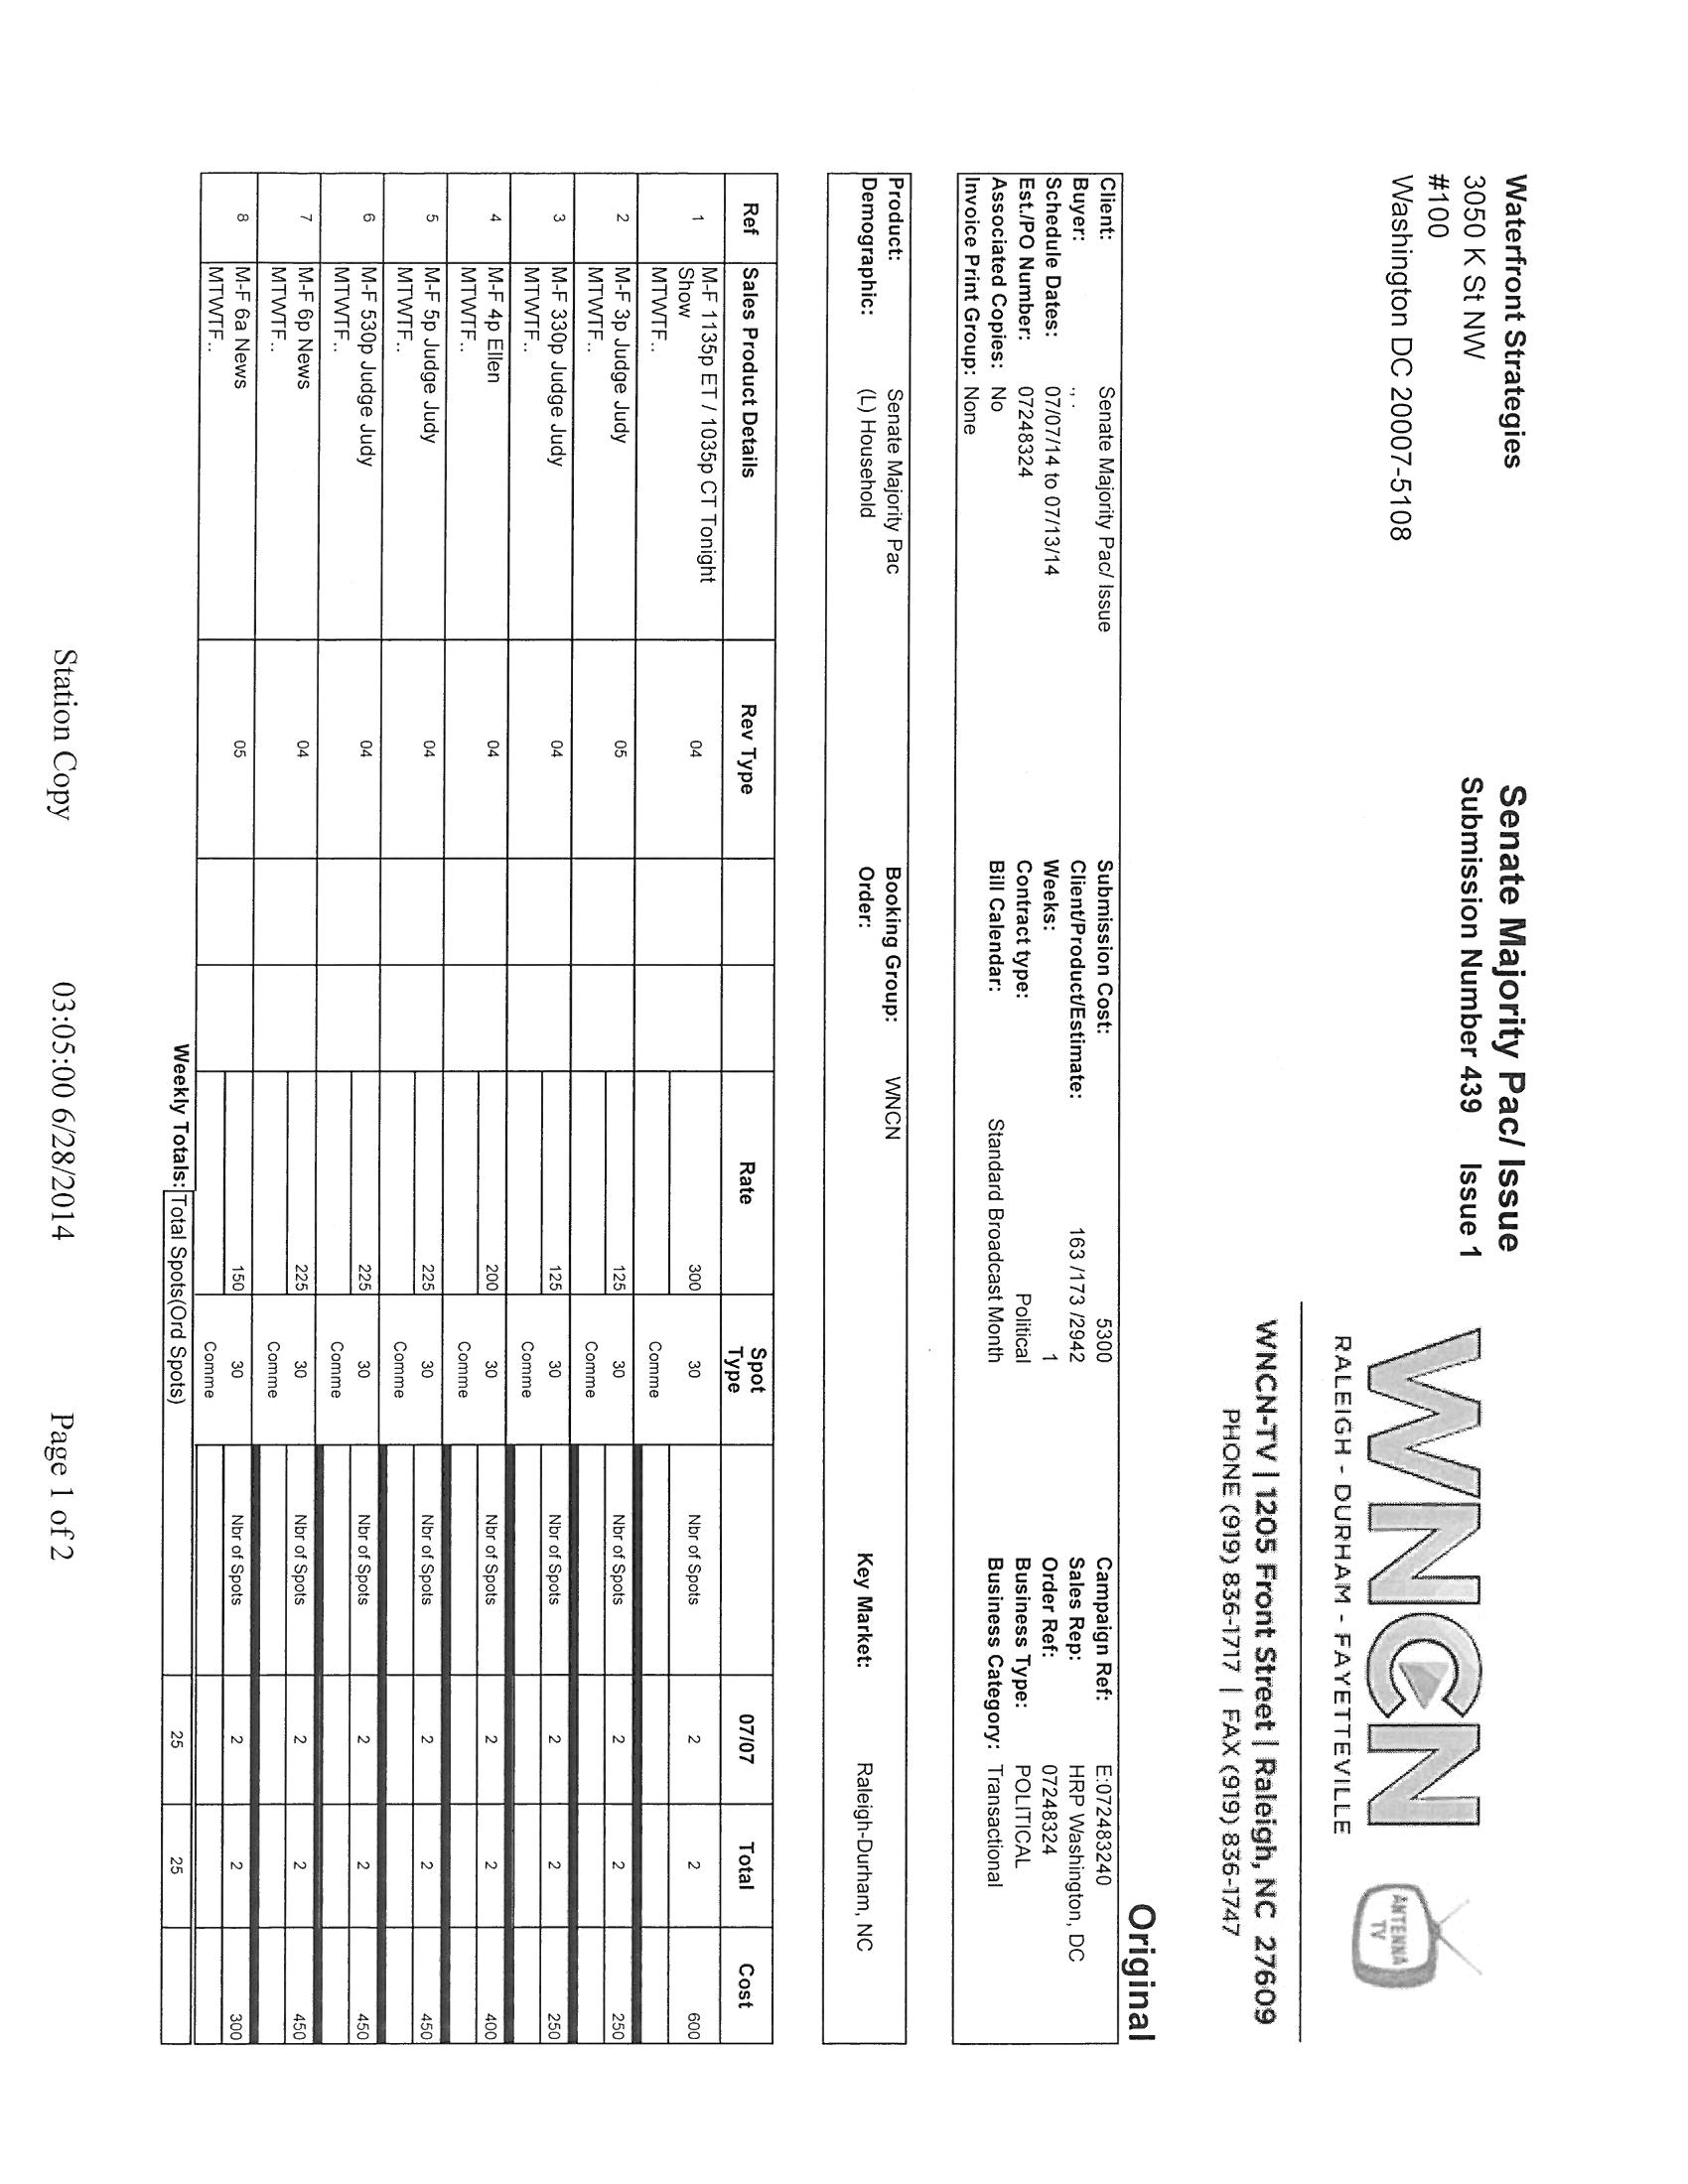 Waterfront Strategies
3050 K St NW
#100
Washington DC 20007-5108
Senate Majority Pac/ Issue
Submission Number 439 Issue 1
WNCN
RALEIGH - DURHAM - FAYETTEVILLE
ANTENNA
TV
WNCN-TV | 1205 Front Street | Raleigh, NC 27609
PHONE (919) 836-1717 | FAX (919) 836-1747
Original
Client: Senate Majority Pac/ Issue Submission Cost: 5300 Campaign Ref: E:072483240
Buyer: ., . Client/Product/Estimate: 163 /173 /2942 Sales Rep: HRP Washington, DC
Schedule Dates: 07/07/14 to 07/13/14 Weeks: 1 Order Ref: 07248324
Est./PO Number: 07248324 Contract type: Political Business Type: POLITICAL
Associated Copies: No Bill Calendar: Standard Broadcast Month Business Category: Transactional
Invoice Print Group: None
Product: Senate Majority Pac Booking Group: WNCN Key Market: Raleigh-Durham, NC
Demographic: (L) Household Order:
Ref Sales Product Details Rev Type Rate Spot Type 07/07 Total Cost
1 M-F 1135p ET / 1035p CT Tonight 04 300 30 Nbr of Spots 2 2 600
Show
MTWTF.. Comme
2 M-F 3p Judge Judy 05 125 30 Nbr of Spots 2 2 250
MTWTF.. Comme
3 M-F 330p Judge Judy 04 125 30 Nbr of Spots 2 2 250
MTWTF.. Comme
4 M-F 4p Ellen 04 200 30 Nbr of Spots 2 2 400
MTWTF.. Comme
5 M-F 5p Judge Judy 04 225 30 Nbr of Spots 2 2 450
MTWTF.. Comme
6 M-F 530p Judge Judy 04 225 30 Nbr of Spots 2 2 450
MTWTF.. Comme
7 M-F 6p News 04 225 30 Nbr of Spots 2 2 450
MTWTF.. Comme
8 M-F 6a News 05 150 30 Nbr of Spots 2 2 300
MTWTF.. Comme
Weekly Totals: Total Spots(Ord Spots) 25 25
Station Copy 03:05:00 6/28/2014 Page 1 of 2